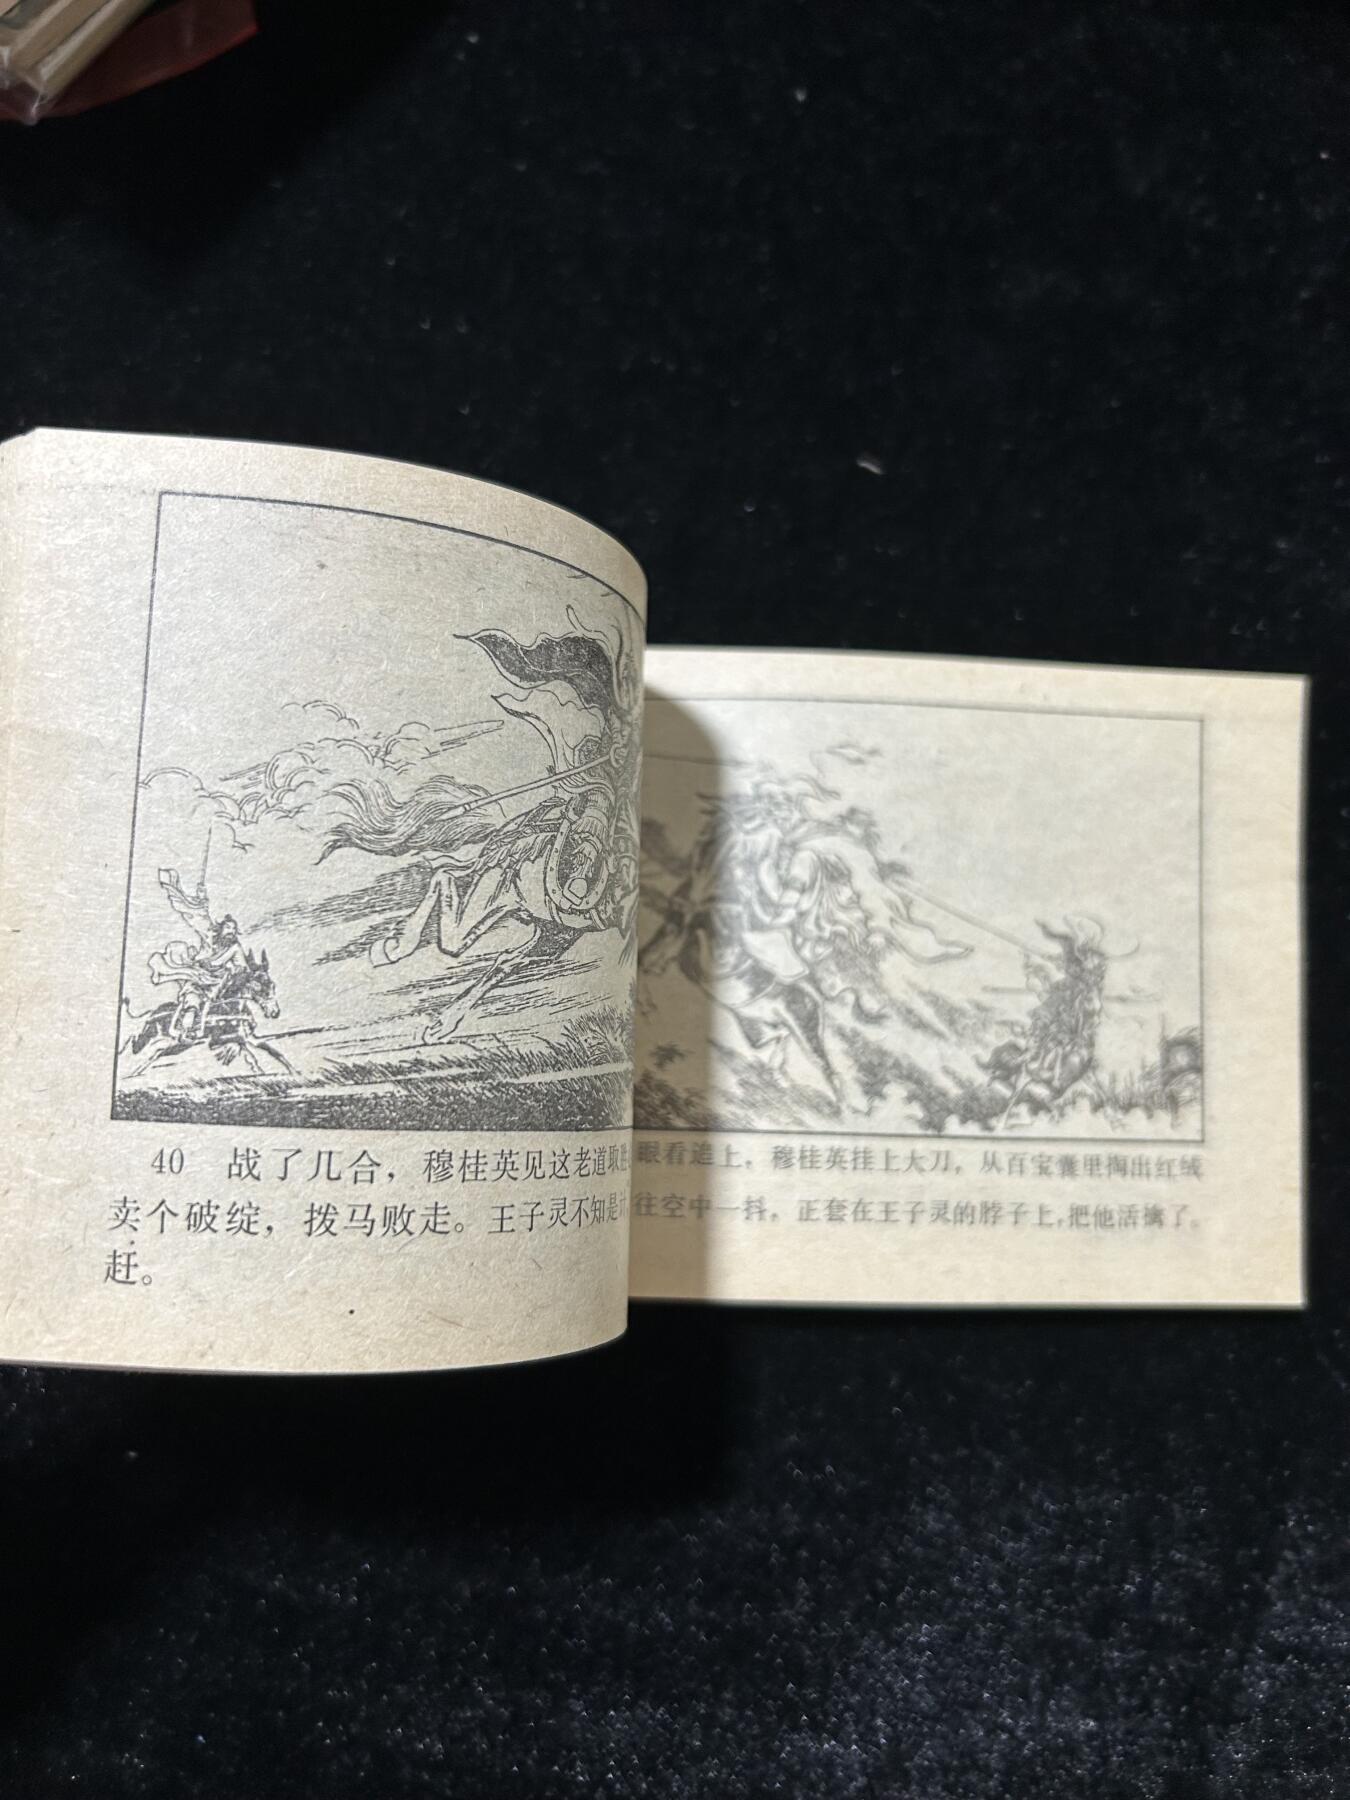 40 战了几合，穆桂英见这老道取胜
卖个破绽，拨马败走。王子灵不知是计
赶。
眼看追上，穆桂英挂上大刀，从百宝囊里掏出红绒
往空中一抖，正套在王子灵的脖子上，把他活擒了。